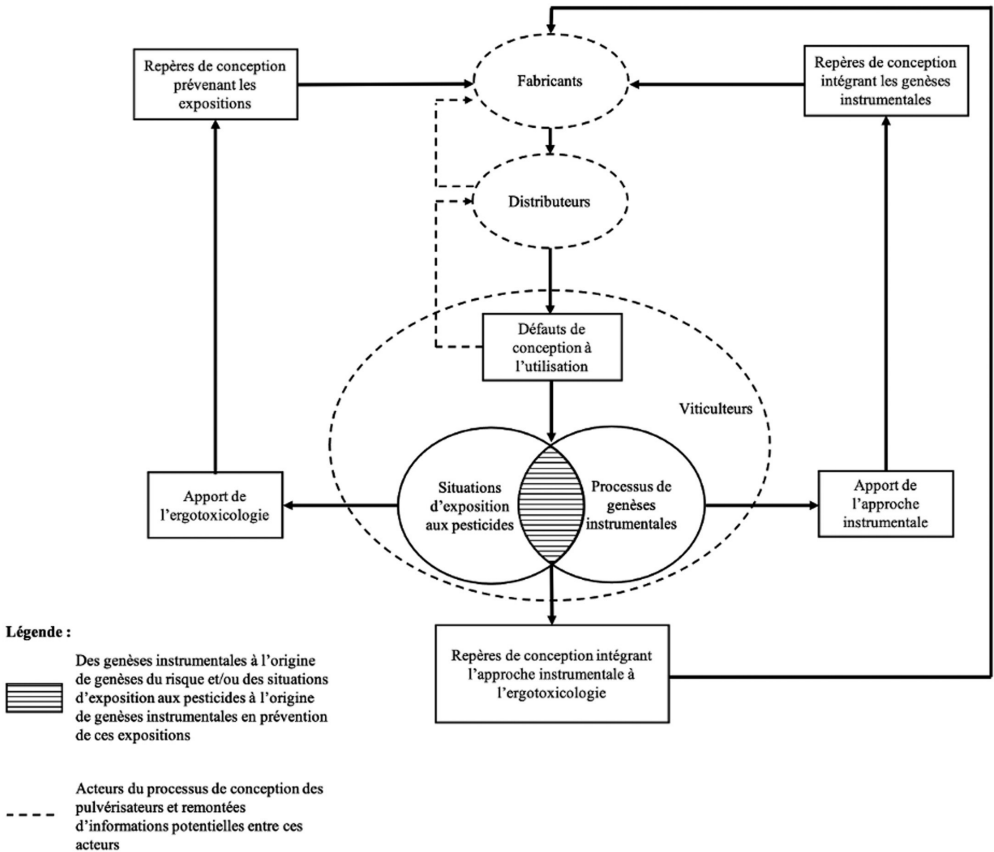 Repères de conception
prévenant les
expositions
Fabricants
Repères de conception
intégrant les genèses
instrumentales
Distributeurs
Défauts de
conception à
l'utilisation
Viticulteurs
Situations
d'exposition
aux pesticides
Processus de
genèses
instrumentales
Apport de
l'ergotoxicologie
Apport de
l'approche
instrumentale
Repères de conception intégrant
l'approche instrumentale à
l'ergotoxicologie
Légende :
Des genèses instrumentales à l'origine
de genèses du risque et/ou des situations
d'exposition aux pesticides à l'origine
de genèses instrumentales en prévention
de ces expositions
Acteurs du processus de conception des
pulvérisateurs et remontées
d'informations potentielles entre ces
acteurs